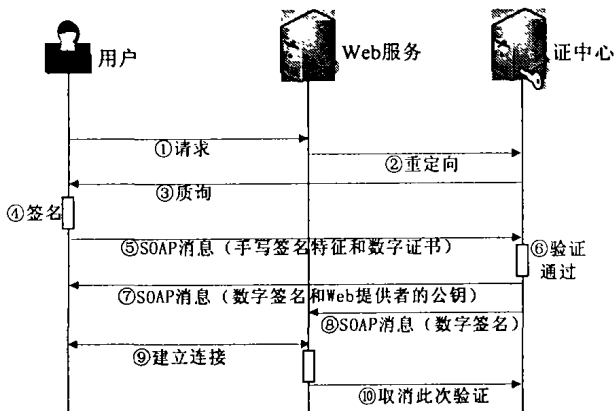 用户
Web服务
证中心
①请求
②重定向
③质询
④签名
⑤SOAP消息（手写签名特征和数字证书）
⑥验证
通过
⑦SOAP消息（数字签名和Web提供者的公钥）
⑧SOAP消息（数字签名）
⑨建立连接
⑩取消此次验证